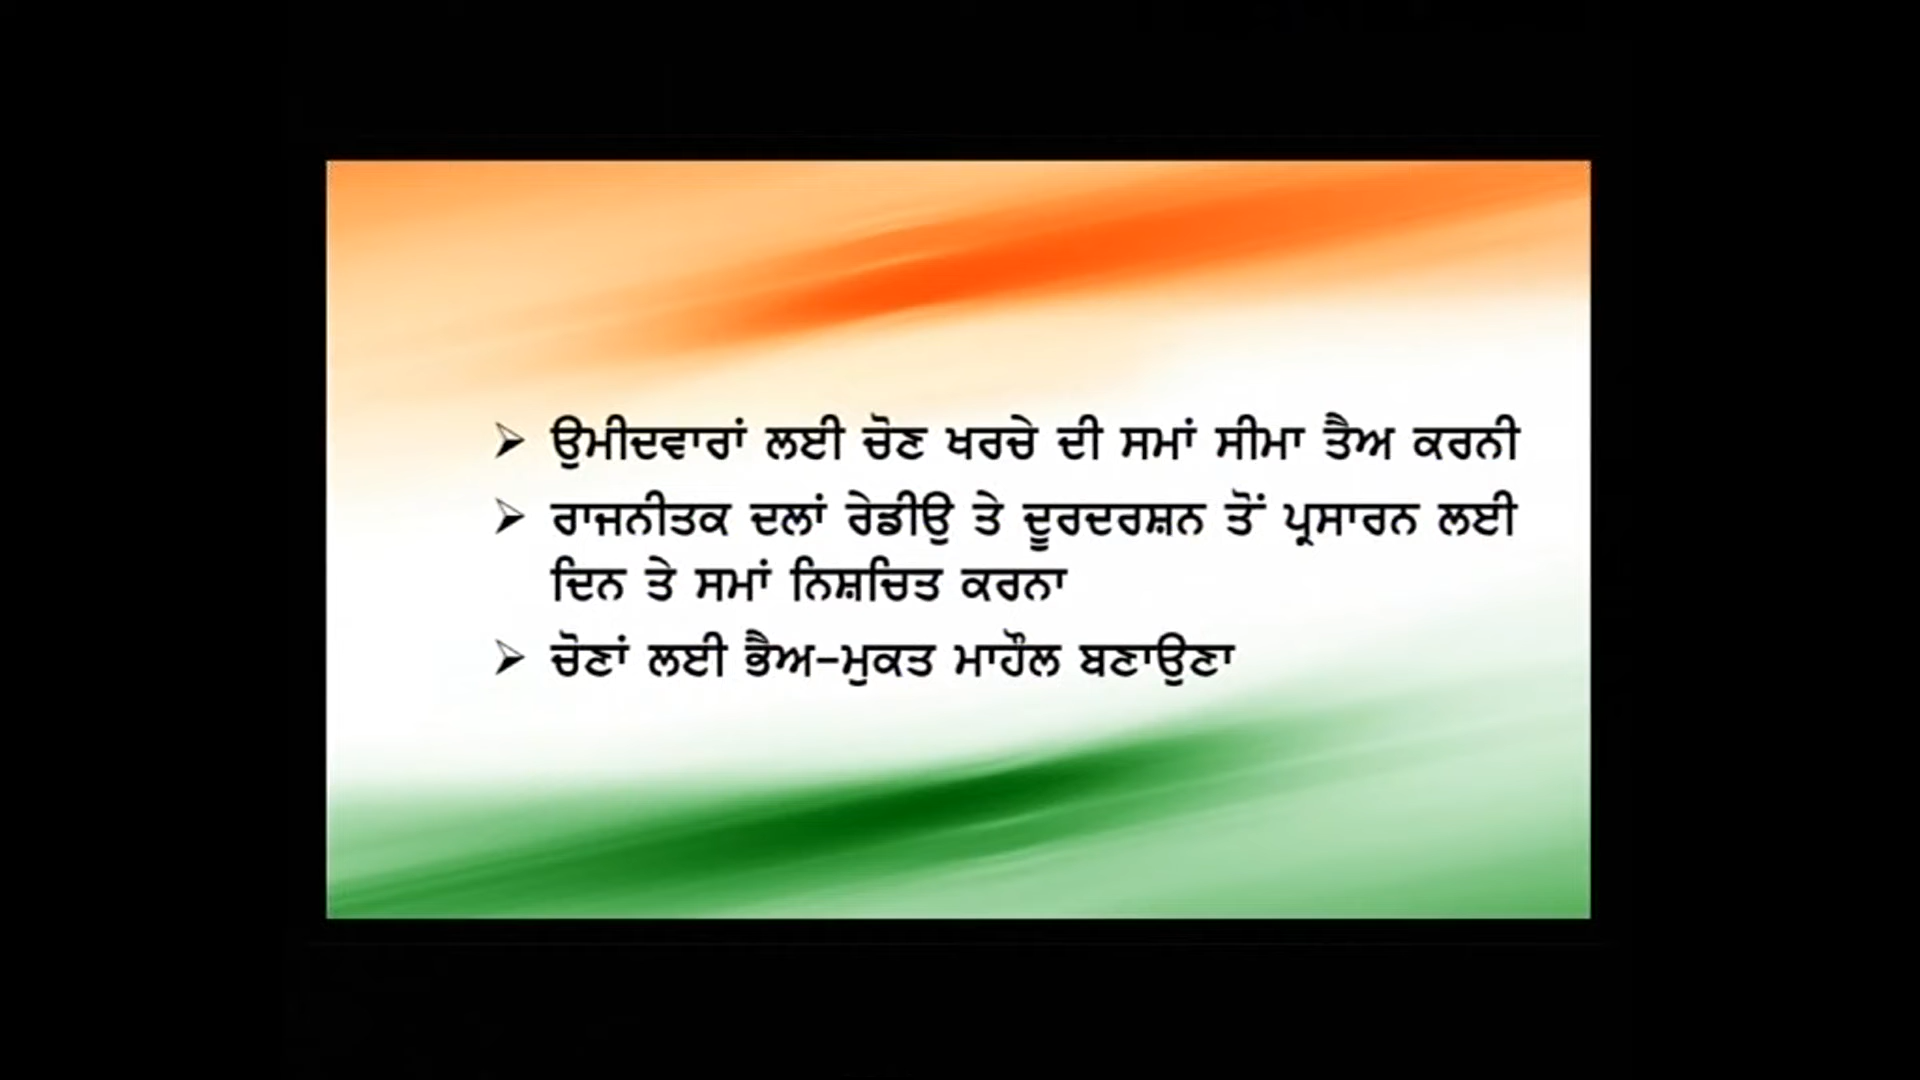 ➢ ਉਮੀਦਵਾਰਾਂ ਲਈ ਚੋਣ ਖਰਚੇ ਦੀ ਸਮਾਂ ਸੀਮਾ ਤੈਅ ਕਰਨੀ
➢ ਰਾਜਨੀਤਕ ਦਲਾਂ ਰੇਡੀਉ ਤੇ ਦੂਰਦਰਸ਼ਨ ਤੋਂ ਪ੍ਰਸਾਰਨ ਲਈ
ਦਿਨ ਤੇ ਸਮਾਂ ਨਿਸ਼ਚਿਤ ਕਰਨਾ
➢ ਚੋਣਾਂ ਲਈ ਭੈਅ-ਮੁਕਤ ਮਾਹੌਲ ਬਣਾਉਣਾ